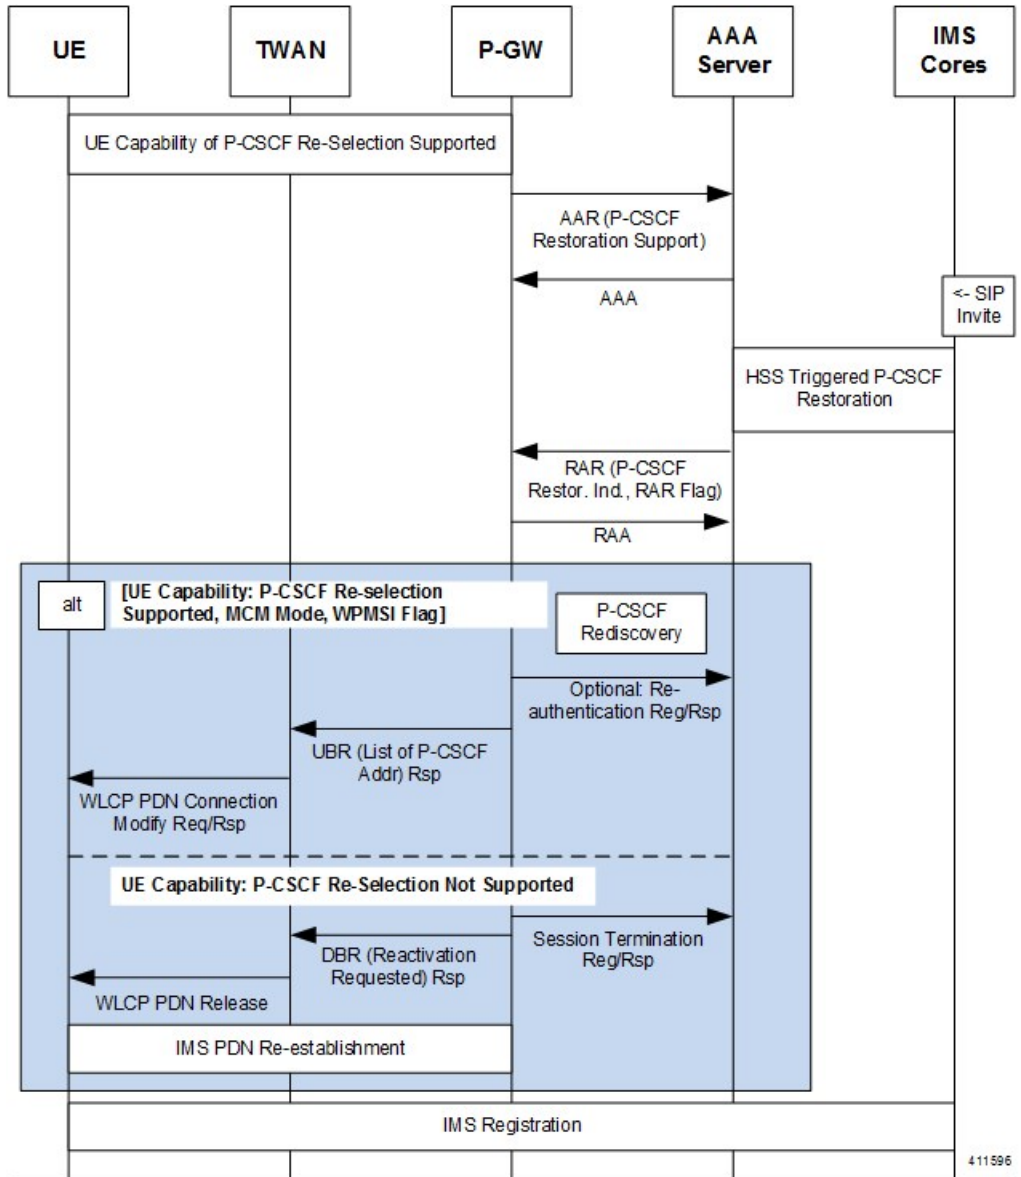 UE
TWAN
P-GW
AAA
Server
IMS
Cores
UE Capability of P-CSCF Re-Selection Supported
AAR (P-CSCF
Restoration Support)
AAA
<- SIP
Invite
HSS Triggered P-CSCF
Restoration
RAR (P-CSCF
Restor. Ind., RAR Flag)
RAA
alt
[UE Capability: P-CSCF Re-selection
Supported, MCM Mode, WPMSI Flag]
P-CSCF
Rediscovery
Optional: Re-
authentication Reg/Rsp
UBR (List of P-CSCF
Addr) Rsp
WLCP PDN Connection
Modify Req/Rsp
UE Capability: P-CSCF Re-Selection Not Supported
Session Termination
Reg/Rsp
DBR (Reactivation
Requested) Rsp
WLCP PDN Release
IMS PDN Re-establishment
IMS Registration
411596